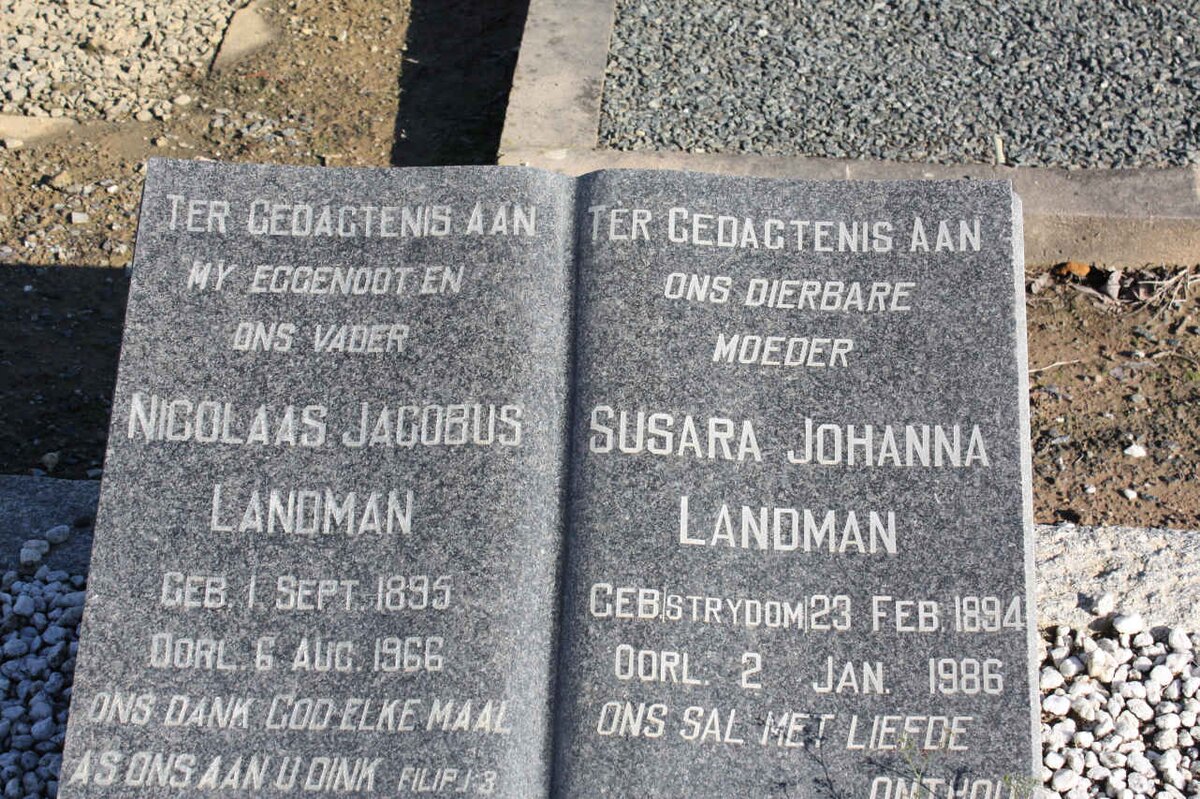 TER GEDAGTENIS AAN
MY EGGENOOT EN
ONS VADER
NICOLAAS JACOBUS
LANDMAN
GEB. 1 SEPT. 1895
OORL. 6 AUG. 1966
ONS DANK GOD ELKE MAAL
AS ONS AAN U DINK FILIP. 1:3
TER GEDAGTENIS AAN
ONS DIERBARE
MOEDER
SUSARA JOHANNA
LANDMAN
GEB (STRYDOM) 23 FEB. 1894
OORL. 2 JAN. 1986
ONS SAL MET LIEFDE